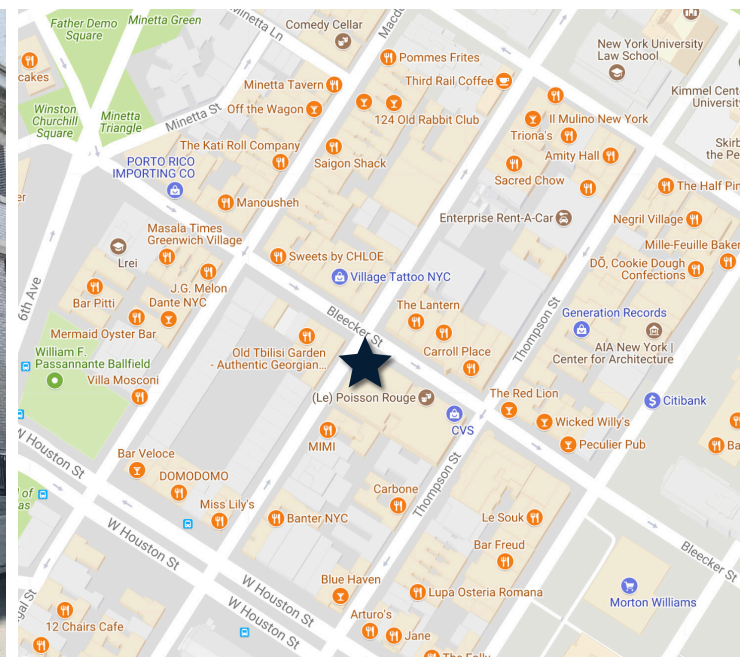 Father Demo
Square
Minetta Green
Minetta Ln
Comedy Cellar
Pommes Frites
New York University
Law School
cakes
Minetta Tavern
Third Rail Coffee
Off the Wagon
124 Old Rabbit Club
Il Mulino New York
Winston
Churchill
Square
Minetta
Triangle
Minetta St
Triona's
The Kati Roll Company
Saigon Shack
Amity Hall
PORTO RICO
IMPORTING CO
Sacred Chow
Manousheh
The Half Pin
Enterprise Rent-A-Car
Negril Village
Masala Times
Greenwich Village
Mille-Feuille Baker
Lrei
Sweets by CHLOE
DŌ, Cookie Dough
Confections
6th Ave
J.G. Melon
Village Tattoo NYC
Bar Pitti
Dante NYC
The Lantern
Bleecker St
Generation Records
Thompson St
Mermaid Oyster Bar
AIA New York |
Center for Architecture
William F.
Passannante Ballfield
Old Tbilisi Garden
- Authentic Georgian...
Carroll Place
Villa Mosconi
(Le) Poisson Rouge
The Red Lion
Citibank
CVS
Wicked Willy's
MIMI
Peculier Pub
W Houston St
Bar Veloce
DOMODOMO
Thompson St
Carbone
Miss Lily's
Banter NYC
Le Souk
W Houston St
Bar Freud
Bleecker St
Blue Haven
W Houston St
Lupa Osteria Romana
W Houston St
Morton Williams
Arturo's
12 Chairs Cafe
Jane